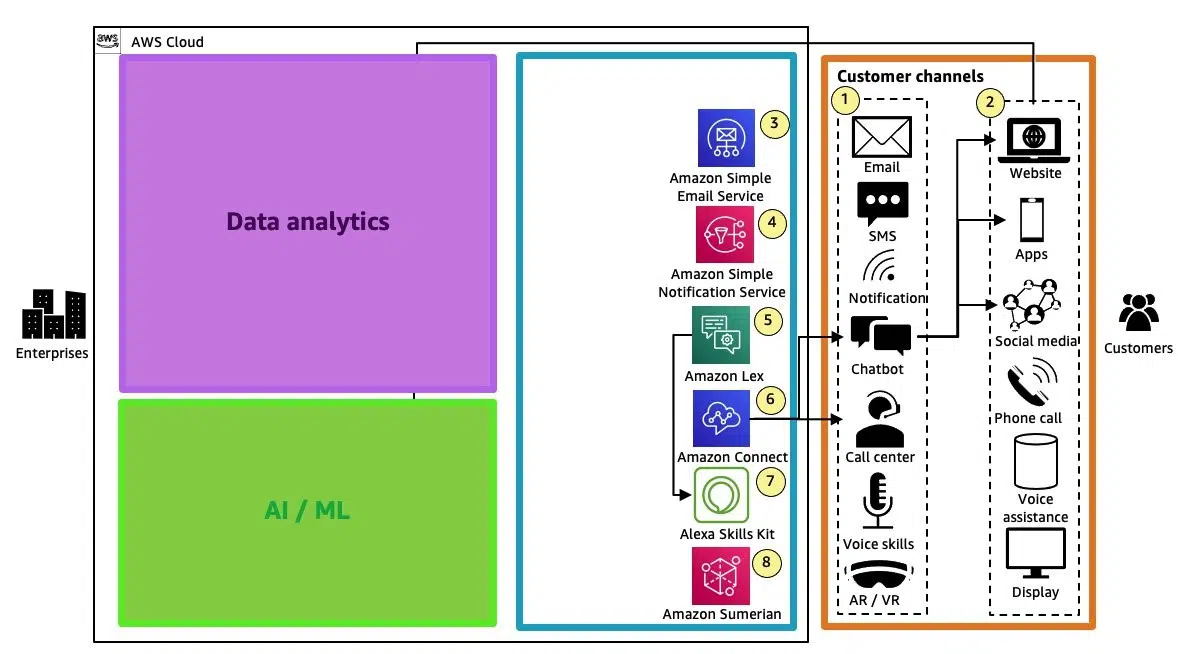 aws
AWS Cloud
Data analytics
AI / ML
Enterprises
3
Amazon Simple
Email Service
4
Amazon Simple
Notification Service
5
Amazon Lex
6
Amazon Connect
7
Alexa Skills Kit
8
Amazon Sumerian
Customer channels
1
Email
SMS
Notification
Chatbot
Call center
Voice skills
AR / VR
2
Website
Apps
Social media
Phone call
Voice
assistance
Display
Customers